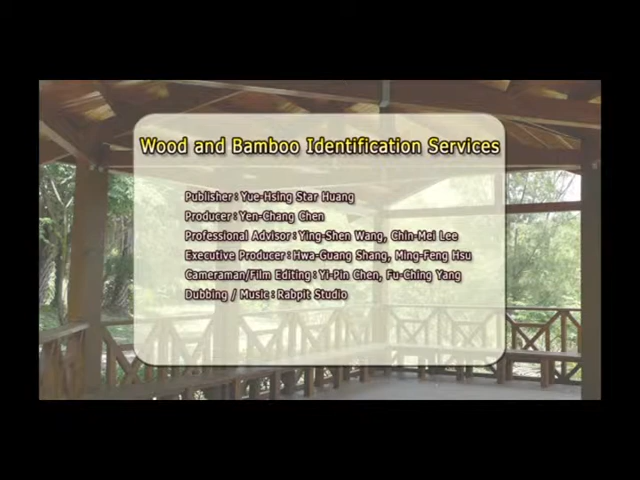 Wood and Bamboo Identification Services
Publisher : Yue-Hsing Star Huang
Producer : Yen-Chang Chen
Professional Advisor : Ying-Shen Wang, Chin-Mei Lee
Executive Producer : Hwa-Guang Shang, Ming-Feng Hsu
Cameraman/Film Editing : Yi-Pin Chen, Fu-Ching Yang
Dubbing / Music : Rabpit Studio